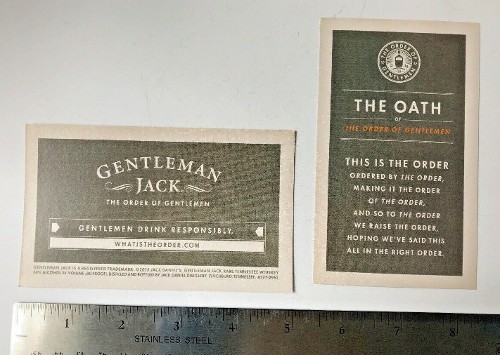 GENTLEMAN
JACK
THE ORDER OF GENTLEMEN
GENTLEMEN DRINK RESPONSIBLY.
WHATISTHEORDER.COM
THE ORDER OF
GENTLEMEN
THE OATH
OF
THE ORDER OF GENTLEMEN
THIS IS THE ORDER
ORDERED BY THE ORDER,
MAKING IT THE ORDER
OF THE ORDER,
AND SO TO THE ORDER
WE RAISE THE ORDER,
HOPING WE'VE SAID THIS
ALL IN THE RIGHT ORDER.
1 2 3 4 5 6 7 8
STAINLESS STEEL